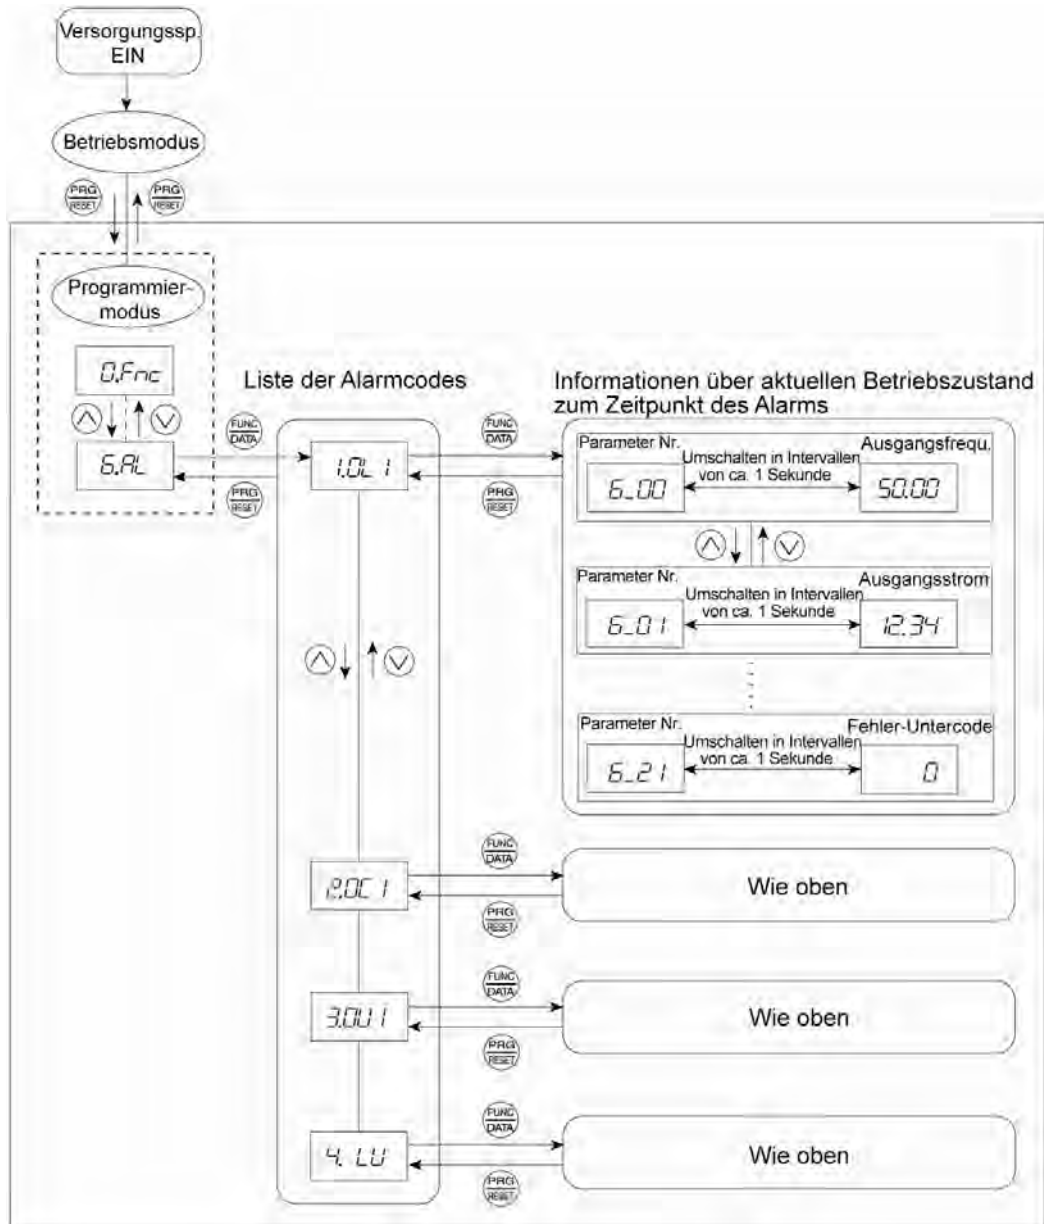 Versorgungssp.
EIN
Betriebsmodus
PRG
RESET
PRG
RESET
Programmier-
modus
0.Fnc
6.AL
Liste der Alarmcodes
FUNC
DATA
PRG
RESET
1.OL1
FUNC
DATA
PRG
RESET
Informationen über aktuellen Betriebszustand
zum Zeitpunkt des Alarms
Parameter Nr.
Umschalten in Intervallen
von ca. 1 Sekunde
Ausgangsfrequ.
6_00
50.00
Parameter Nr.
Umschalten in Intervallen
von ca. 1 Sekunde
Ausgangsstrom
6_01
12.34
Parameter Nr.
Umschalten in Intervallen
von ca. 1 Sekunde
Fehler-Untercode
6_21
0
2.OC1
FUNC
DATA
PRG
RESET
Wie oben
3.OU1
FUNC
DATA
PRG
RESET
Wie oben
4. LU
FUNC
DATA
PRG
RESET
Wie oben